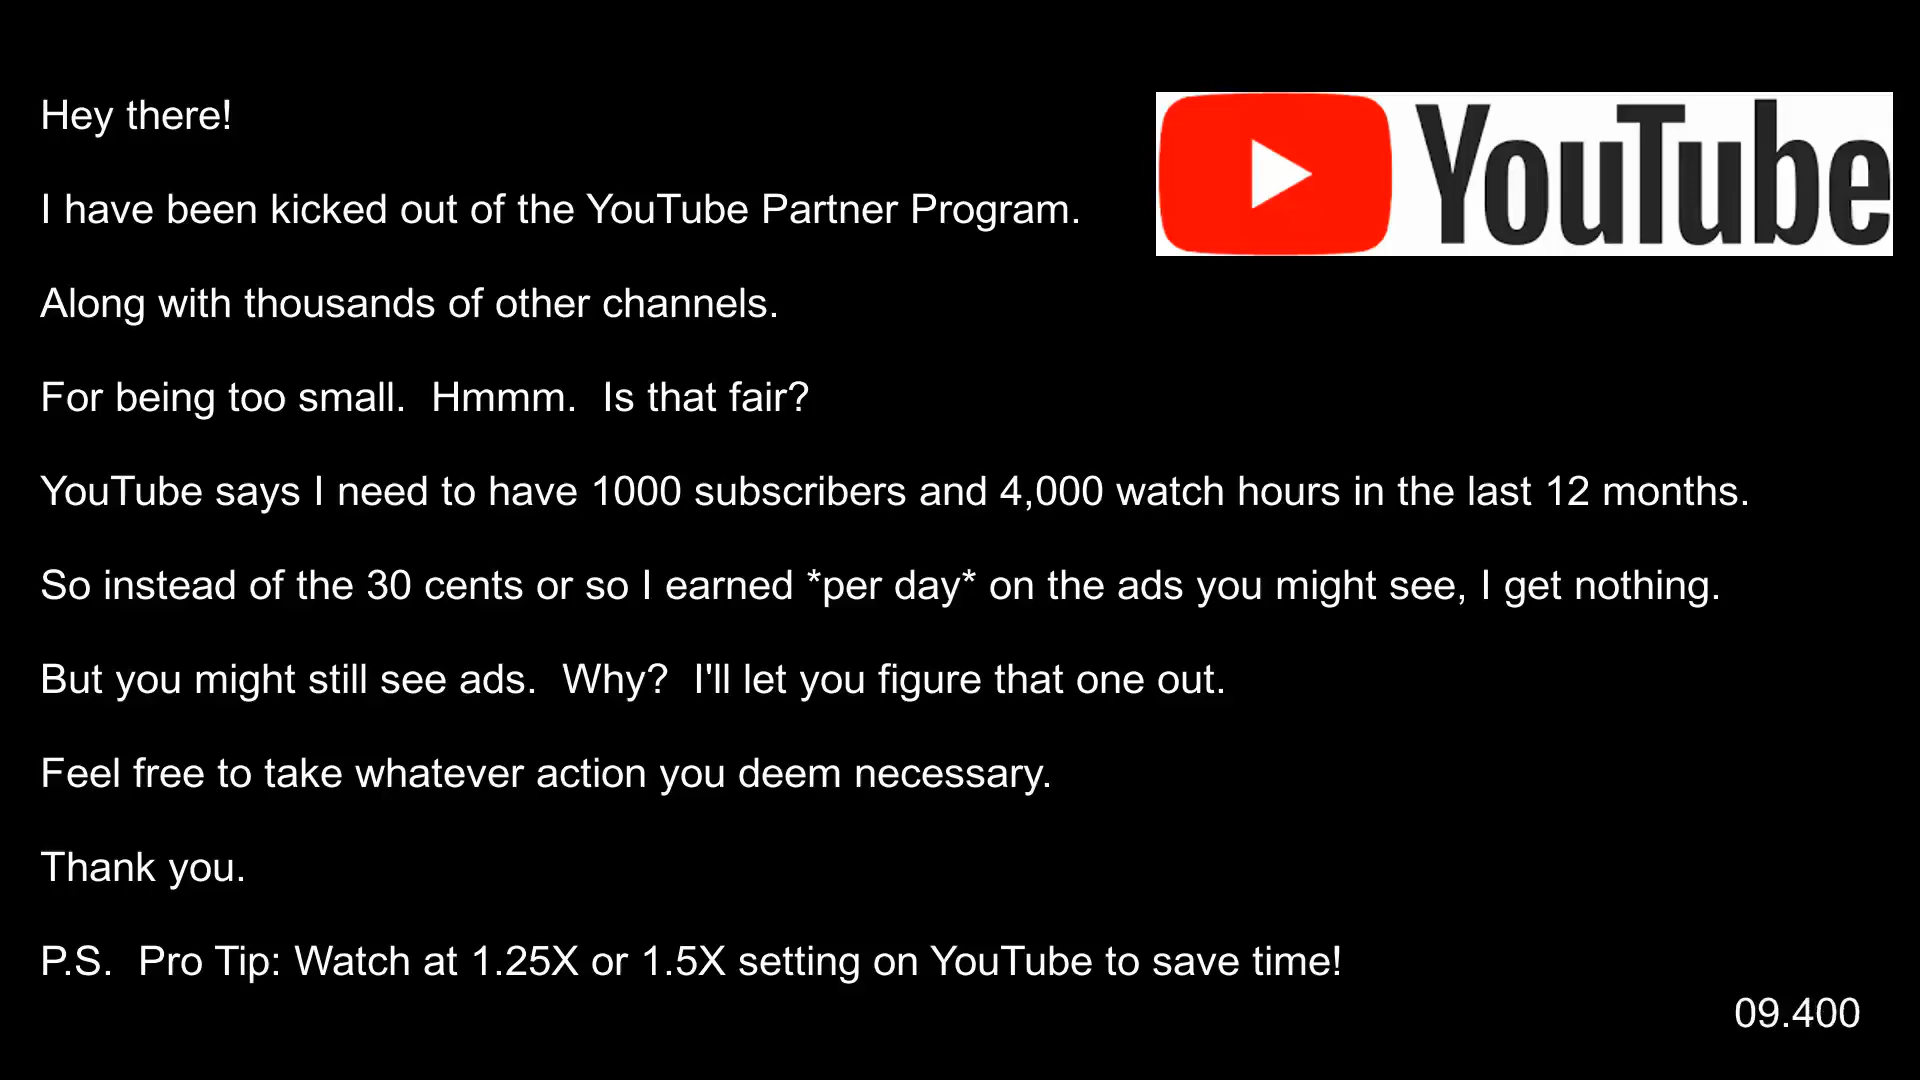 Hey there!
YouTube
I have been kicked out of the YouTube Partner Program.
Along with thousands of other channels.
For being too small.  Hmmm.  Is that fair?
YouTube says I need to have 1000 subscribers and 4,000 watch hours in the last 12 months.
So instead of the 30 cents or so I earned *per day* on the ads you might see, I get nothing.
But you might still see ads.  Why?  I'll let you figure that one out.
Feel free to take whatever action you deem necessary.
Thank you.
P.S.  Pro Tip: Watch at 1.25X or 1.5X setting on YouTube to save time!
09.400